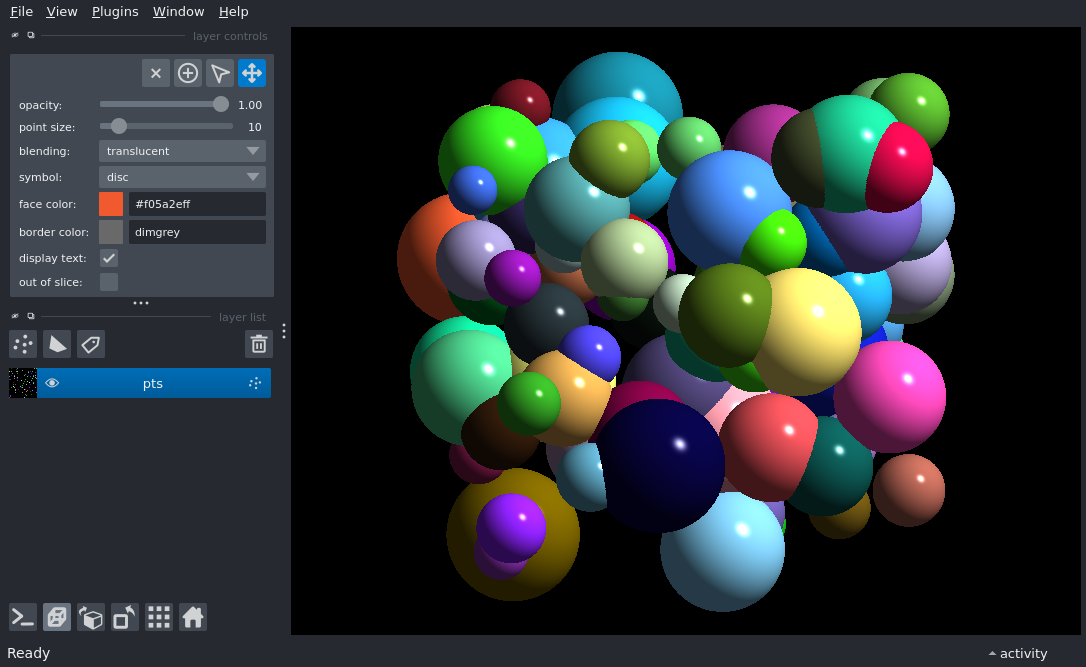 File View Plugins Window Help
layer controls
opacity: 1.00
point size: 10
blending: translucent
symbol: disc
face color: #f05a2eff
border color: dimgrey
display text:
out of slice:
layer list
pts
Ready activity